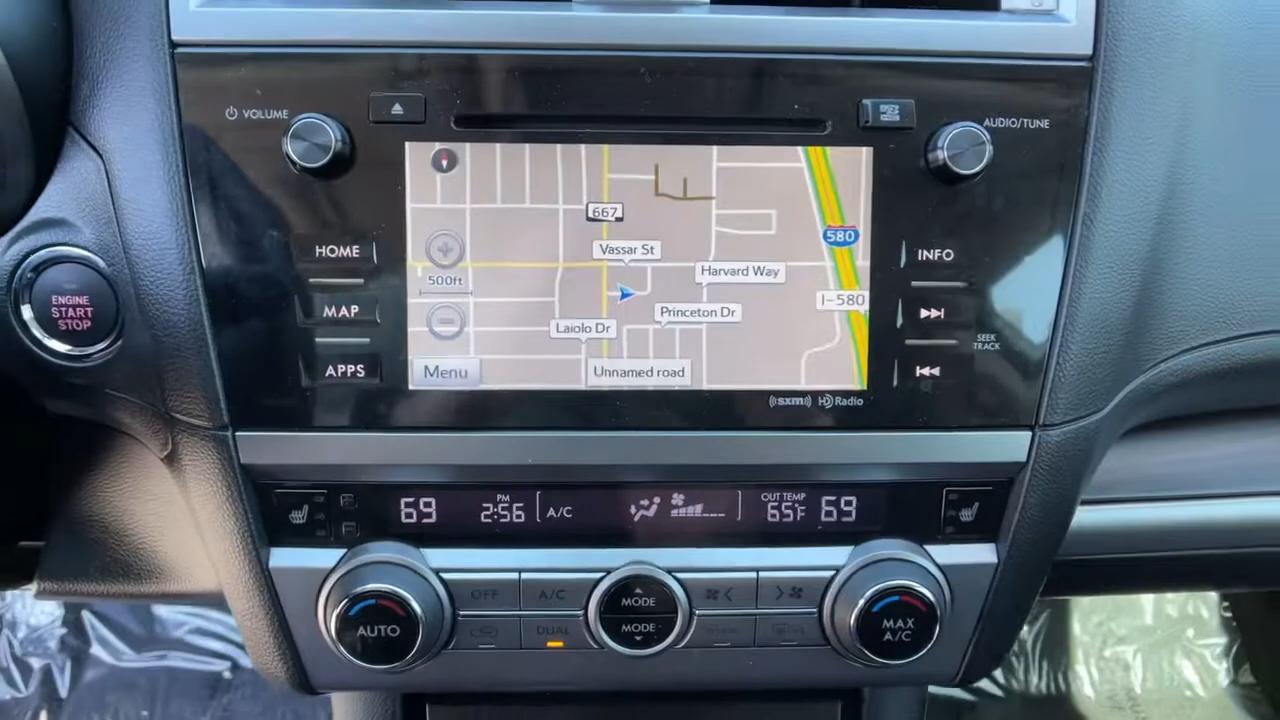 VOLUME
AUDIO/TUNE
667
580
HOME
Vassar St
INFO
Harvard Way
500ft
ENGINE
START
STOP
MAP
I-580
Princeton Dr
Laiolo Dr
SEEK
TRACK
APPS
Menu
Unnamed road
((sxm))
HD Radio
69
PM
2:56
A/C
OUT TEMP
65°F
69
OFF
A/C
MODE
MODE
AUTO
DUAL
MAX
A/C